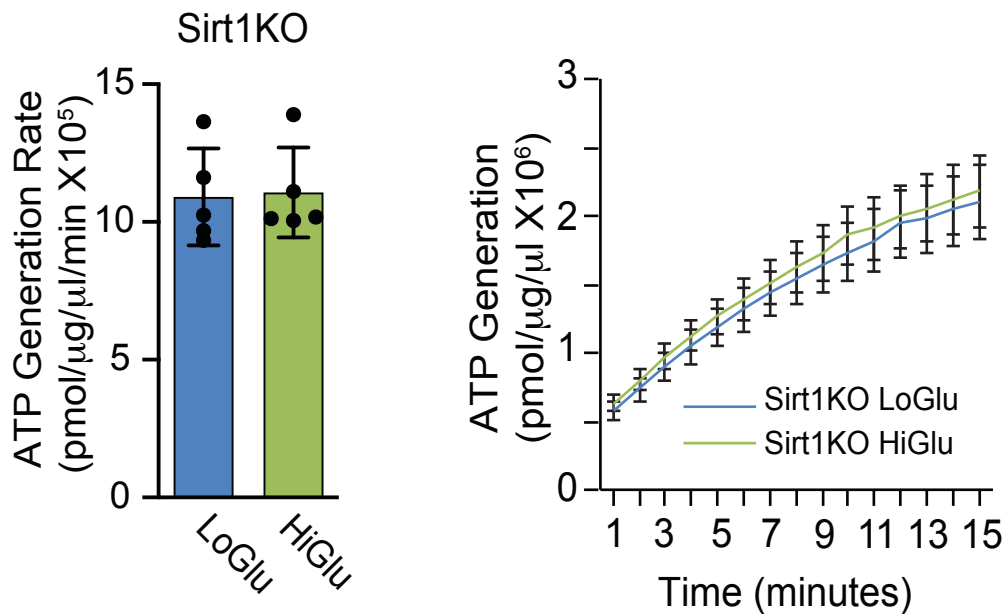 Sirt1KO
ATP Generation Rate
(pmol/μg/μl/min X10⁵)
15
10
5
0
LoGlu
HiGlu
ATP Generation
(pmol/μg/μl X10⁶)
3
2
1
0
Sirt1KO LoGlu
Sirt1KO HiGlu
1 3 5 7 9 11 13 15
Time (minutes)